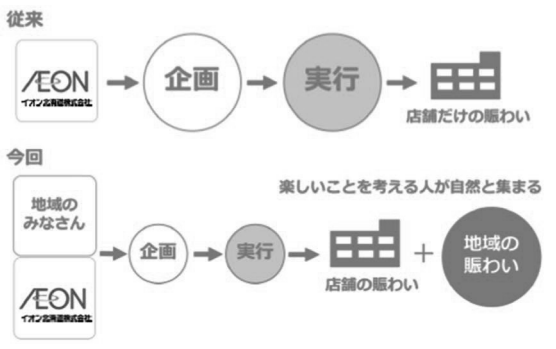 従来
ÆON
イオン北海道株式会社
企画
実行
店舗だけの賑わい
今回
地域の
みなさん
楽しいことを考える人が自然と集まる
企画
実行
店舗の賑わい
+
地域の
賑わい
ÆON
イオン北海道株式会社